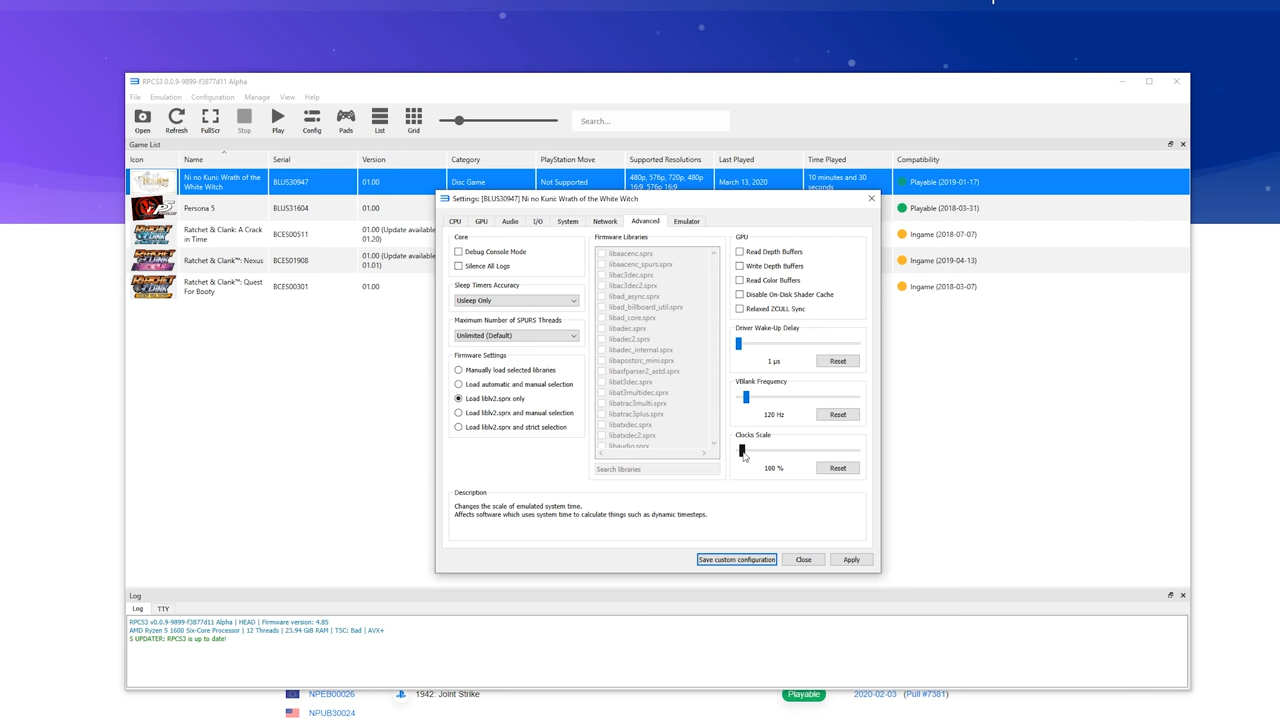 RPCS3 0.0.9-9899-f3877d11 Alpha
File Emulation Configuration Manage View Help
Open Refresh FullScr Stop Play Config Pads List Grid Search...
Game List
Icon Name Serial Version Category PlayStation Move Supported Resolutions Last Played Time Played Compatibility
Ni no Kuni: Wrath of the White Witch BLUS30947 01.00 Disc Game Not Supported 480p, 576p, 720p, 480p 16:9, 576p 16:9 March 13, 2020 10 minutes and 30 seconds Playable (2019-01-17)
Persona 5 BLUS31604 01.00 Playable (2018-03-31)
Ratchet & Clank: A Crack in Time BCES00511 01.00 (Update available 01.20) Ingame (2018-07-07)
Ratchet & Clank™: Nexus BCES01908 01.00 (Update available 01.01) Ingame (2019-04-13)
Ratchet & Clank™: Quest For Booty BCES00301 01.00 Ingame (2018-03-07)
Settings: [BLUS30947] Ni no Kuni: Wrath of the White Witch
CPU GPU Audio I/O System Network Advanced Emulator
Core
Debug Console Mode
Silence All Logs
Sleep Timers Accuracy
Usleep Only
Maximum Number of SPURS Threads
Unlimited (Default)
Firmware Settings
Manually load selected libraries
Load automatic and manual selection
Load liblv2.sprx only
Load liblv2.sprx and manual selection
Load liblv2.sprx and strict selection
Firmware Libraries
libaacenc.sprx
libaacenc_spurs.sprx
libac3dec.sprx
libac3dec2.sprx
libad_async.sprx
libad_billboard_util.sprx
libad_core.sprx
libadec.sprx
libadec2.sprx
libadec_internal.sprx
libapostsrc_mini.sprx
libasfparser2_astd.sprx
libat3dec.sprx
libat3multidec.sprx
libatrac3multi.sprx
libatrac3plus.sprx
libatxdec.sprx
libatxdec2.sprx
libaudio.sprx
Search libraries
GPU
Read Depth Buffers
Write Depth Buffers
Read Color Buffers
Disable On-Disk Shader Cache
Relaxed ZCULL Sync
Driver Wake-Up Delay
1 µs Reset
VBlank Frequency
120 Hz Reset
Clocks Scale
100 % Reset
Description
Changes the scale of emulated system time.
Affects software which uses system time to calculate things such as dynamic timesteps.
Save custom configuration Close Apply
Log
Log TTY
RPCS3 v0.0.9-9899-f3877d11 Alpha | HEAD | Firmware version: 4.85
AMD Ryzen 5 1600 Six-Core Processor | 12 Threads | 23.94 GiB RAM | TSC: Bad | AVX+
S UPDATER: RPCS3 is up to date!
NPEB00026 1942: Joint Strike Playable 2020-02-03 (Pull #7381)
NPUB30024